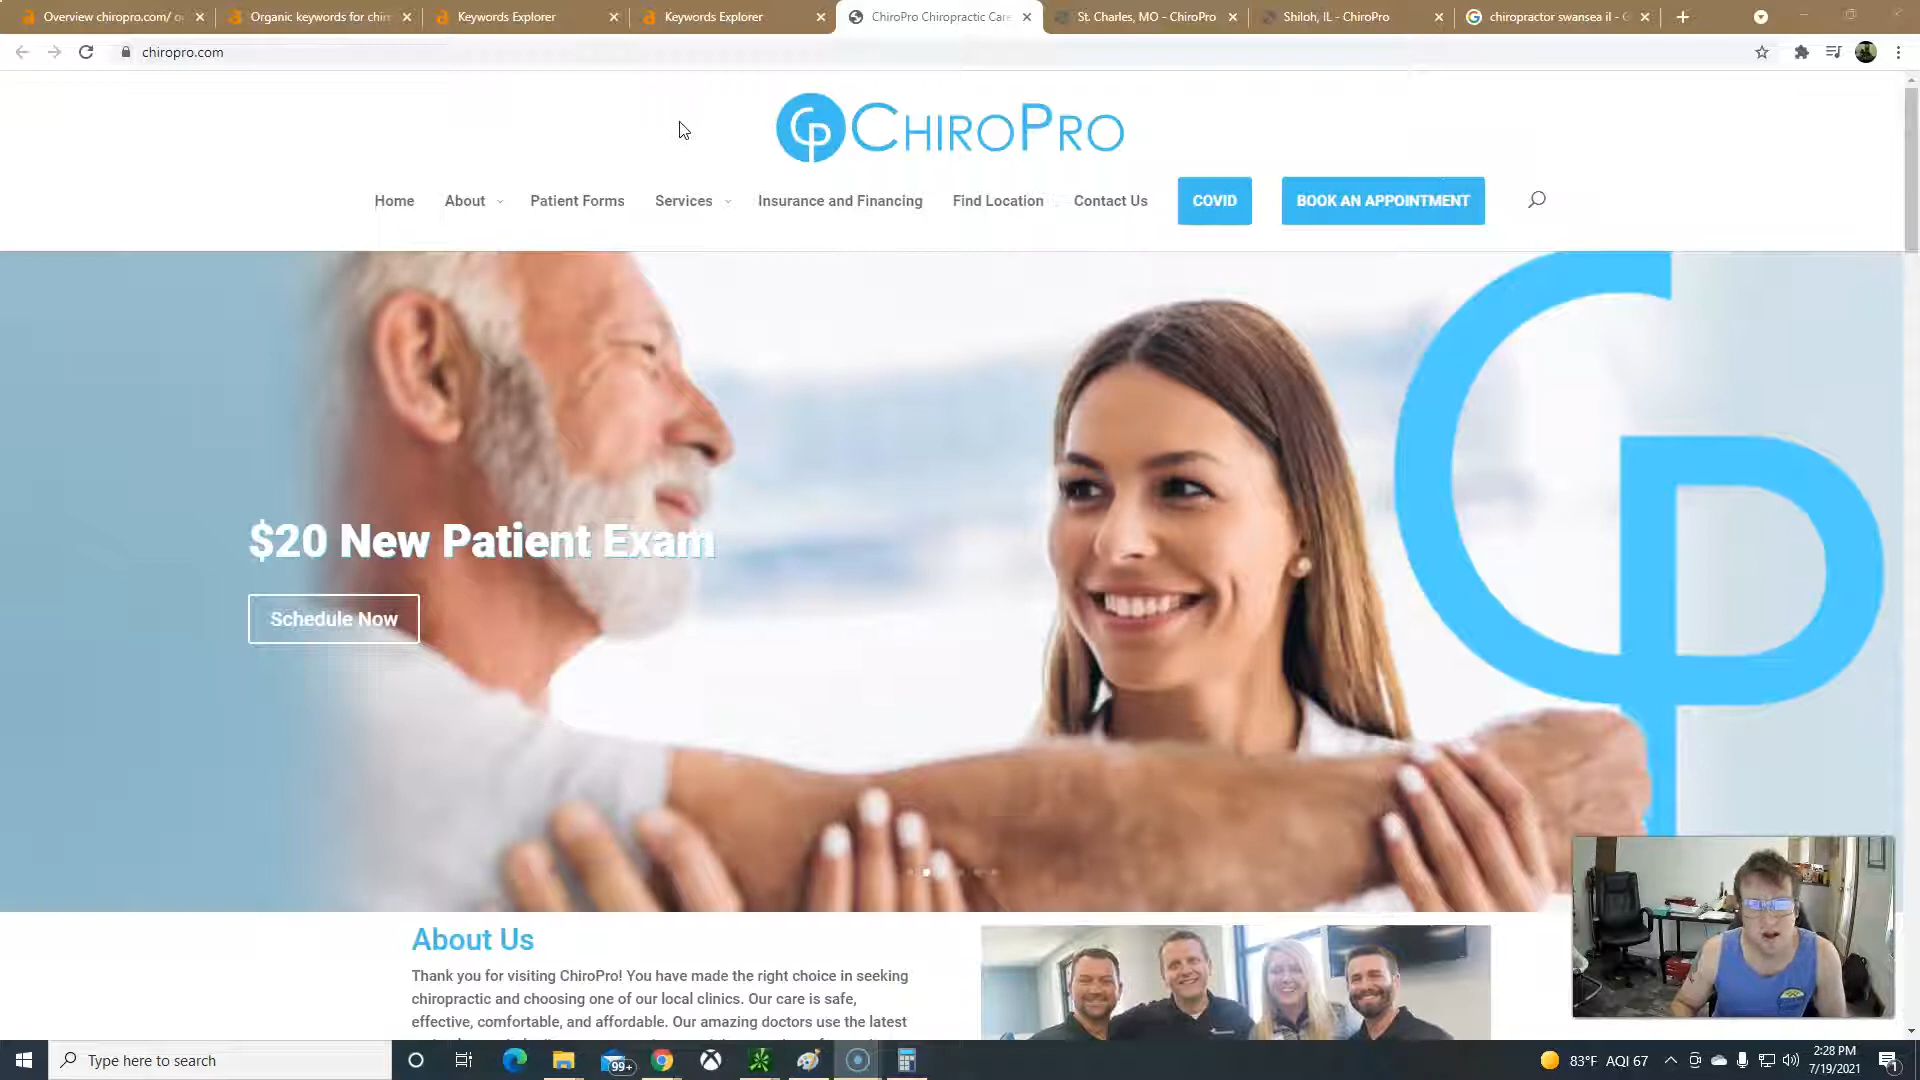 Overview chiropro.com/ o
Organic keywords for chir
Keywords Explorer
Keywords Explorer
ChiroPro Chiropractic Care
St. Charles, MO - ChiroPro
Shiloh, IL - ChiroPro
chiropractor swansea il - G
chiropro.com
CP CHIROPRO
Home
About
Patient Forms
Services
Insurance and Financing
Find Location
Contact Us
COVID
BOOK AN APPOINTMENT
$20 New Patient Exam
Schedule Now
About Us
Thank you for visiting ChiroPro! You have made the right choice in seeking
chiropractic and choosing one of our local clinics. Our care is safe,
effective, comfortable, and affordable. Our amazing doctors use the latest
Type here to search
99+
83°F AQI 67
2:28 PM
7/19/2021
1